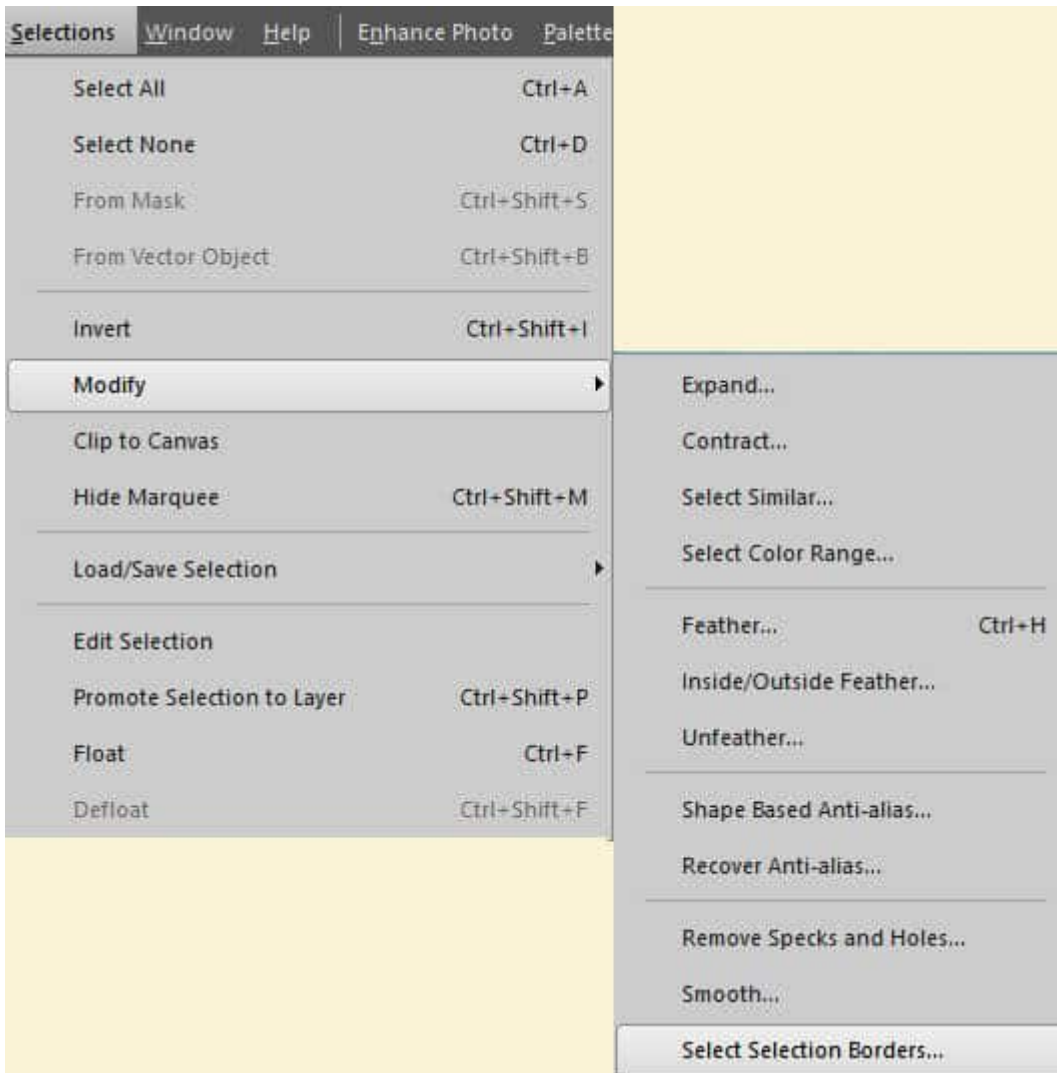 Selections Window Help Enhance Photo Palette
Select All Ctrl+A
Select None Ctrl+D
From Mask Ctrl+Shift+S
From Vector Object Ctrl+Shift+B
Invert Ctrl+Shift+I
Modify
Clip to Canvas
Hide Marquee Ctrl+Shift+M
Load/Save Selection
Edit Selection
Promote Selection to Layer Ctrl+Shift+P
Float Ctrl+F
Defloat Ctrl+Shift+F
Expand...
Contract...
Select Similar...
Select Color Range...
Feather... Ctrl+H
Inside/Outside Feather...
Unfeather...
Shape Based Anti-alias...
Recover Anti-alias...
Remove Specks and Holes...
Smooth...
Select Selection Borders...